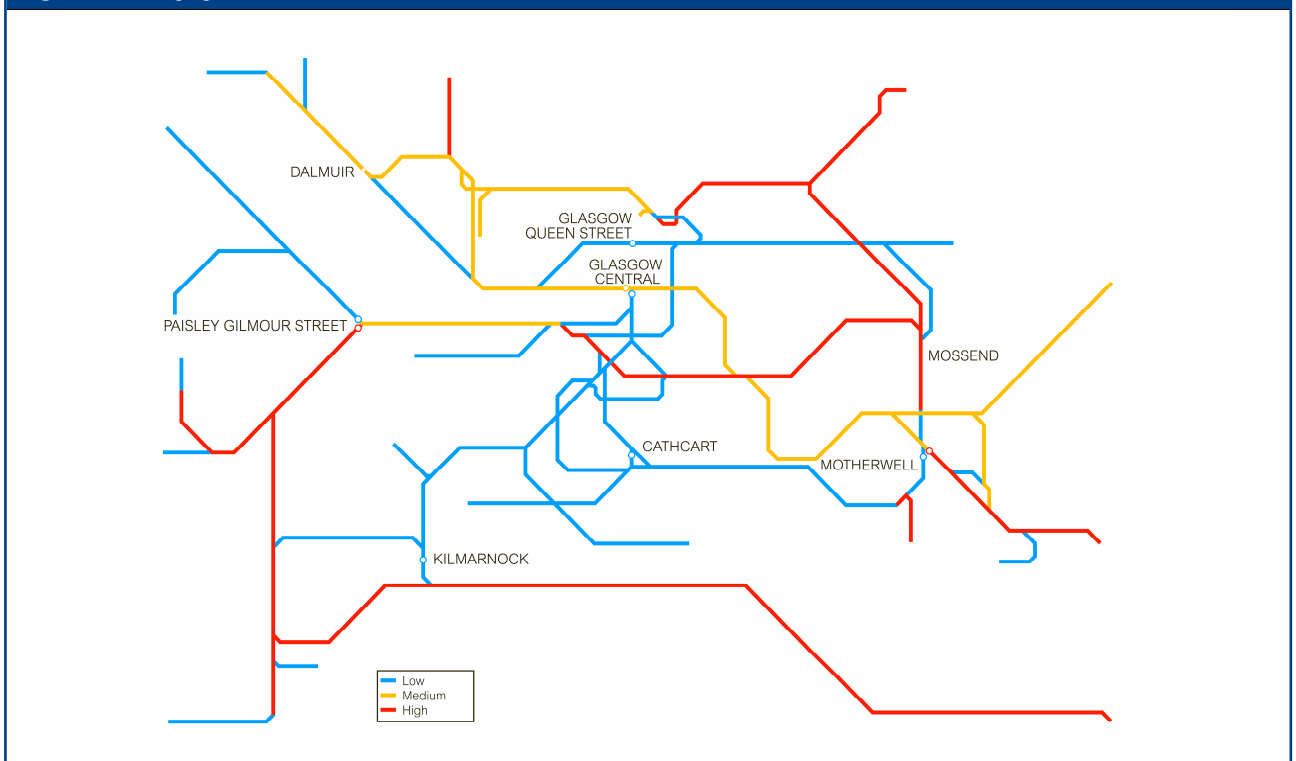 DALMUIR
GLASGOW
QUEEN STREET
GLASGOW
CENTRAL
PAISLEY GILMOUR STREET
MOSSEND
CATHCART
MOTHERWELL
KILMARNOCK
Low
Medium
High